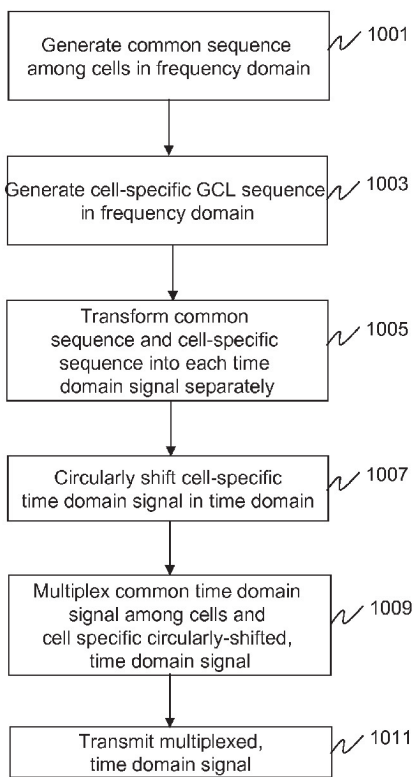 Generate common sequence
among cells in frequency domain
1001
Generate cell-specific GCL sequence
in frequency domain
1003
Transform common
sequence and cell-specific
sequence into each time
domain signal separately
1005
Circularly shift cell-specific
time domain signal in time domain
1007
Multiplex common time domain
signal among cells and
cell specific circularly-shifted,
time domain signal
1009
Transmit multiplexed,
time domain signal
1011